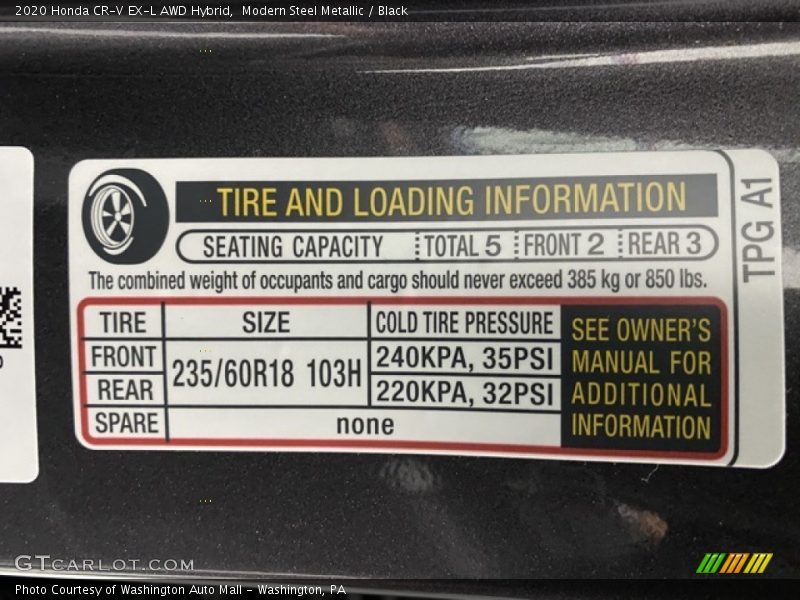 2020 Honda CR-V EX-L AWD Hybrid, Modern Steel Metallic / Black
TIRE AND LOADING INFORMATION
SEATING CAPACITY TOTAL 5 FRONT 2 REAR 3
The combined weight of occupants and cargo should never exceed 385 kg or 850 lbs.
TIRE SIZE COLD TIRE PRESSURE
FRONT 235/60R18 103H 240KPA, 35PSI
REAR 220KPA, 32PSI
SPARE none
SEE OWNER'S
MANUAL FOR
ADDITIONAL
INFORMATION
TPG A1
GTCARLOT.COM
Photo Courtesy of Washington Auto Mall - Washington, PA